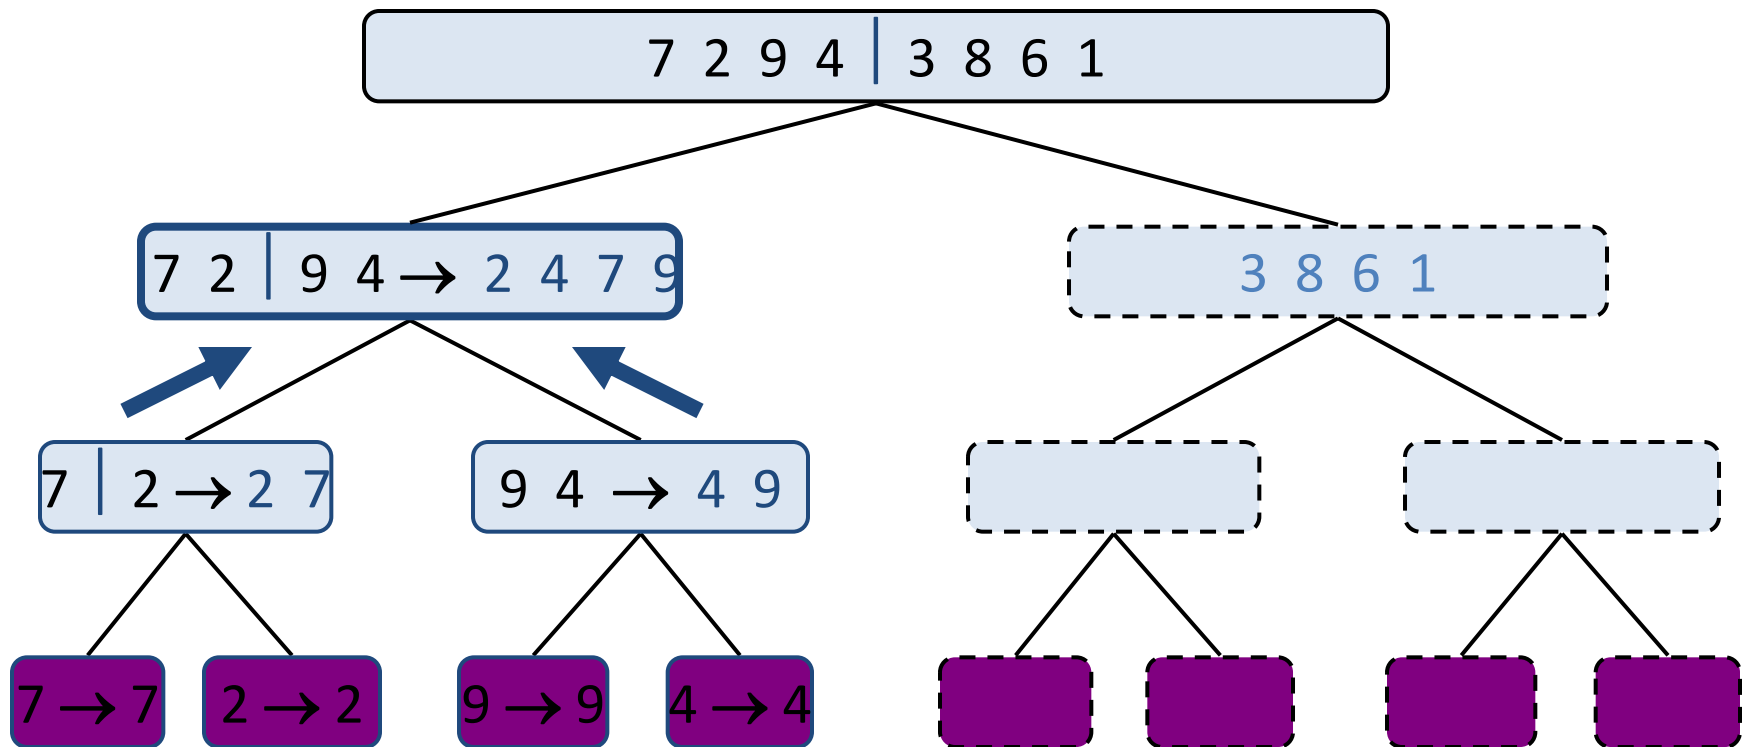 7 2 9 4 | 3 8 6 1
7 2 | 9 4 → 2 4 7 9
3 8 6 1
7 | 2 → 2 7
9 4 → 4 9
7 → 7
2 → 2
9 → 9
4 → 4